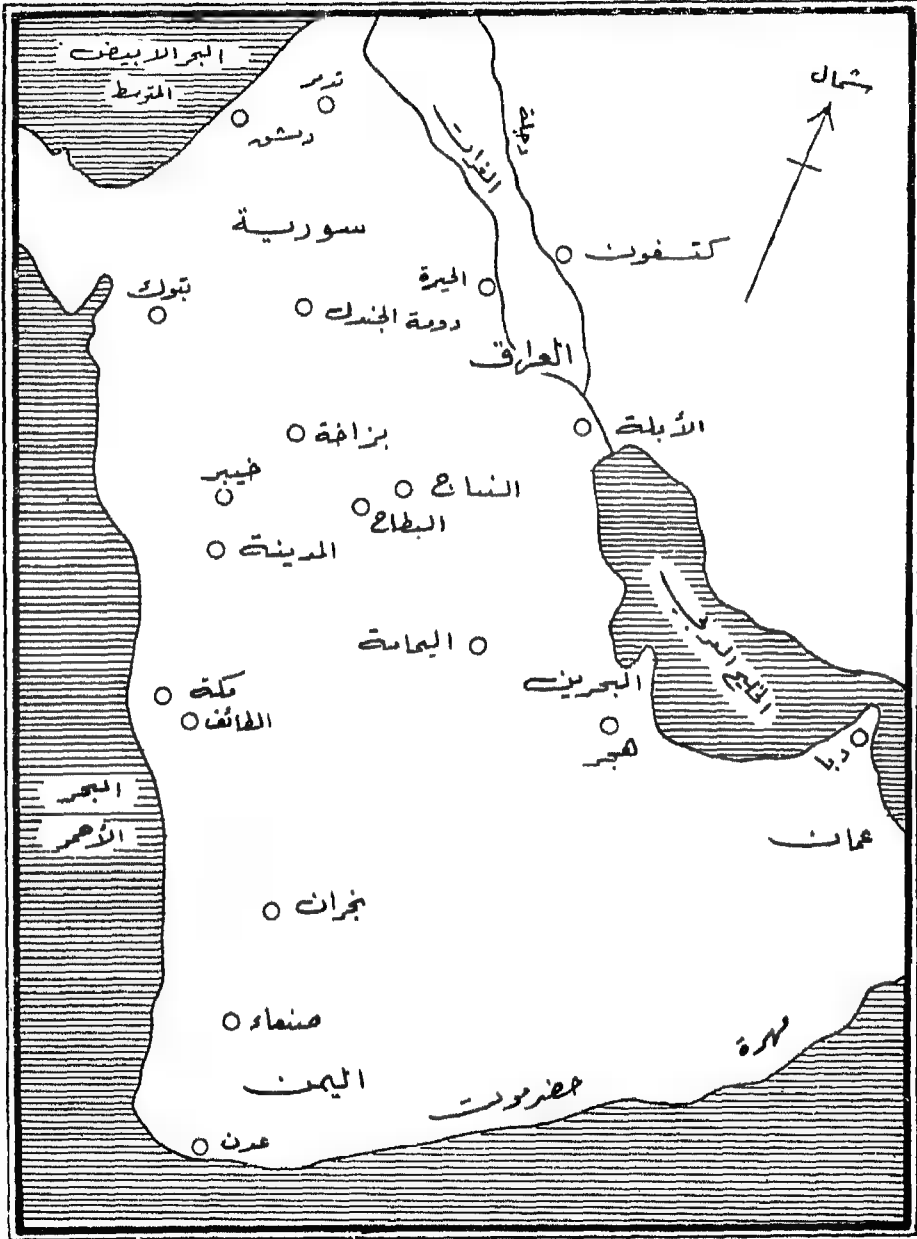 البحر الأبيض
المتوسط
شمال
تدمر
دمشق
الفرات
دجلة
سورية
كتسفون
الحيرة
تبوك
دومة الجندل
العراق
بزاخة
الأبلة
خيبر
النباج
البطاح
المدينة
الخليج العربي
اليمامة
مكة
البحرين
الطائف
هجر
دبا
البحر
الأحمر
عمان
نجران
صنعاء
مهرة
اليمن
حضرموت
عدن